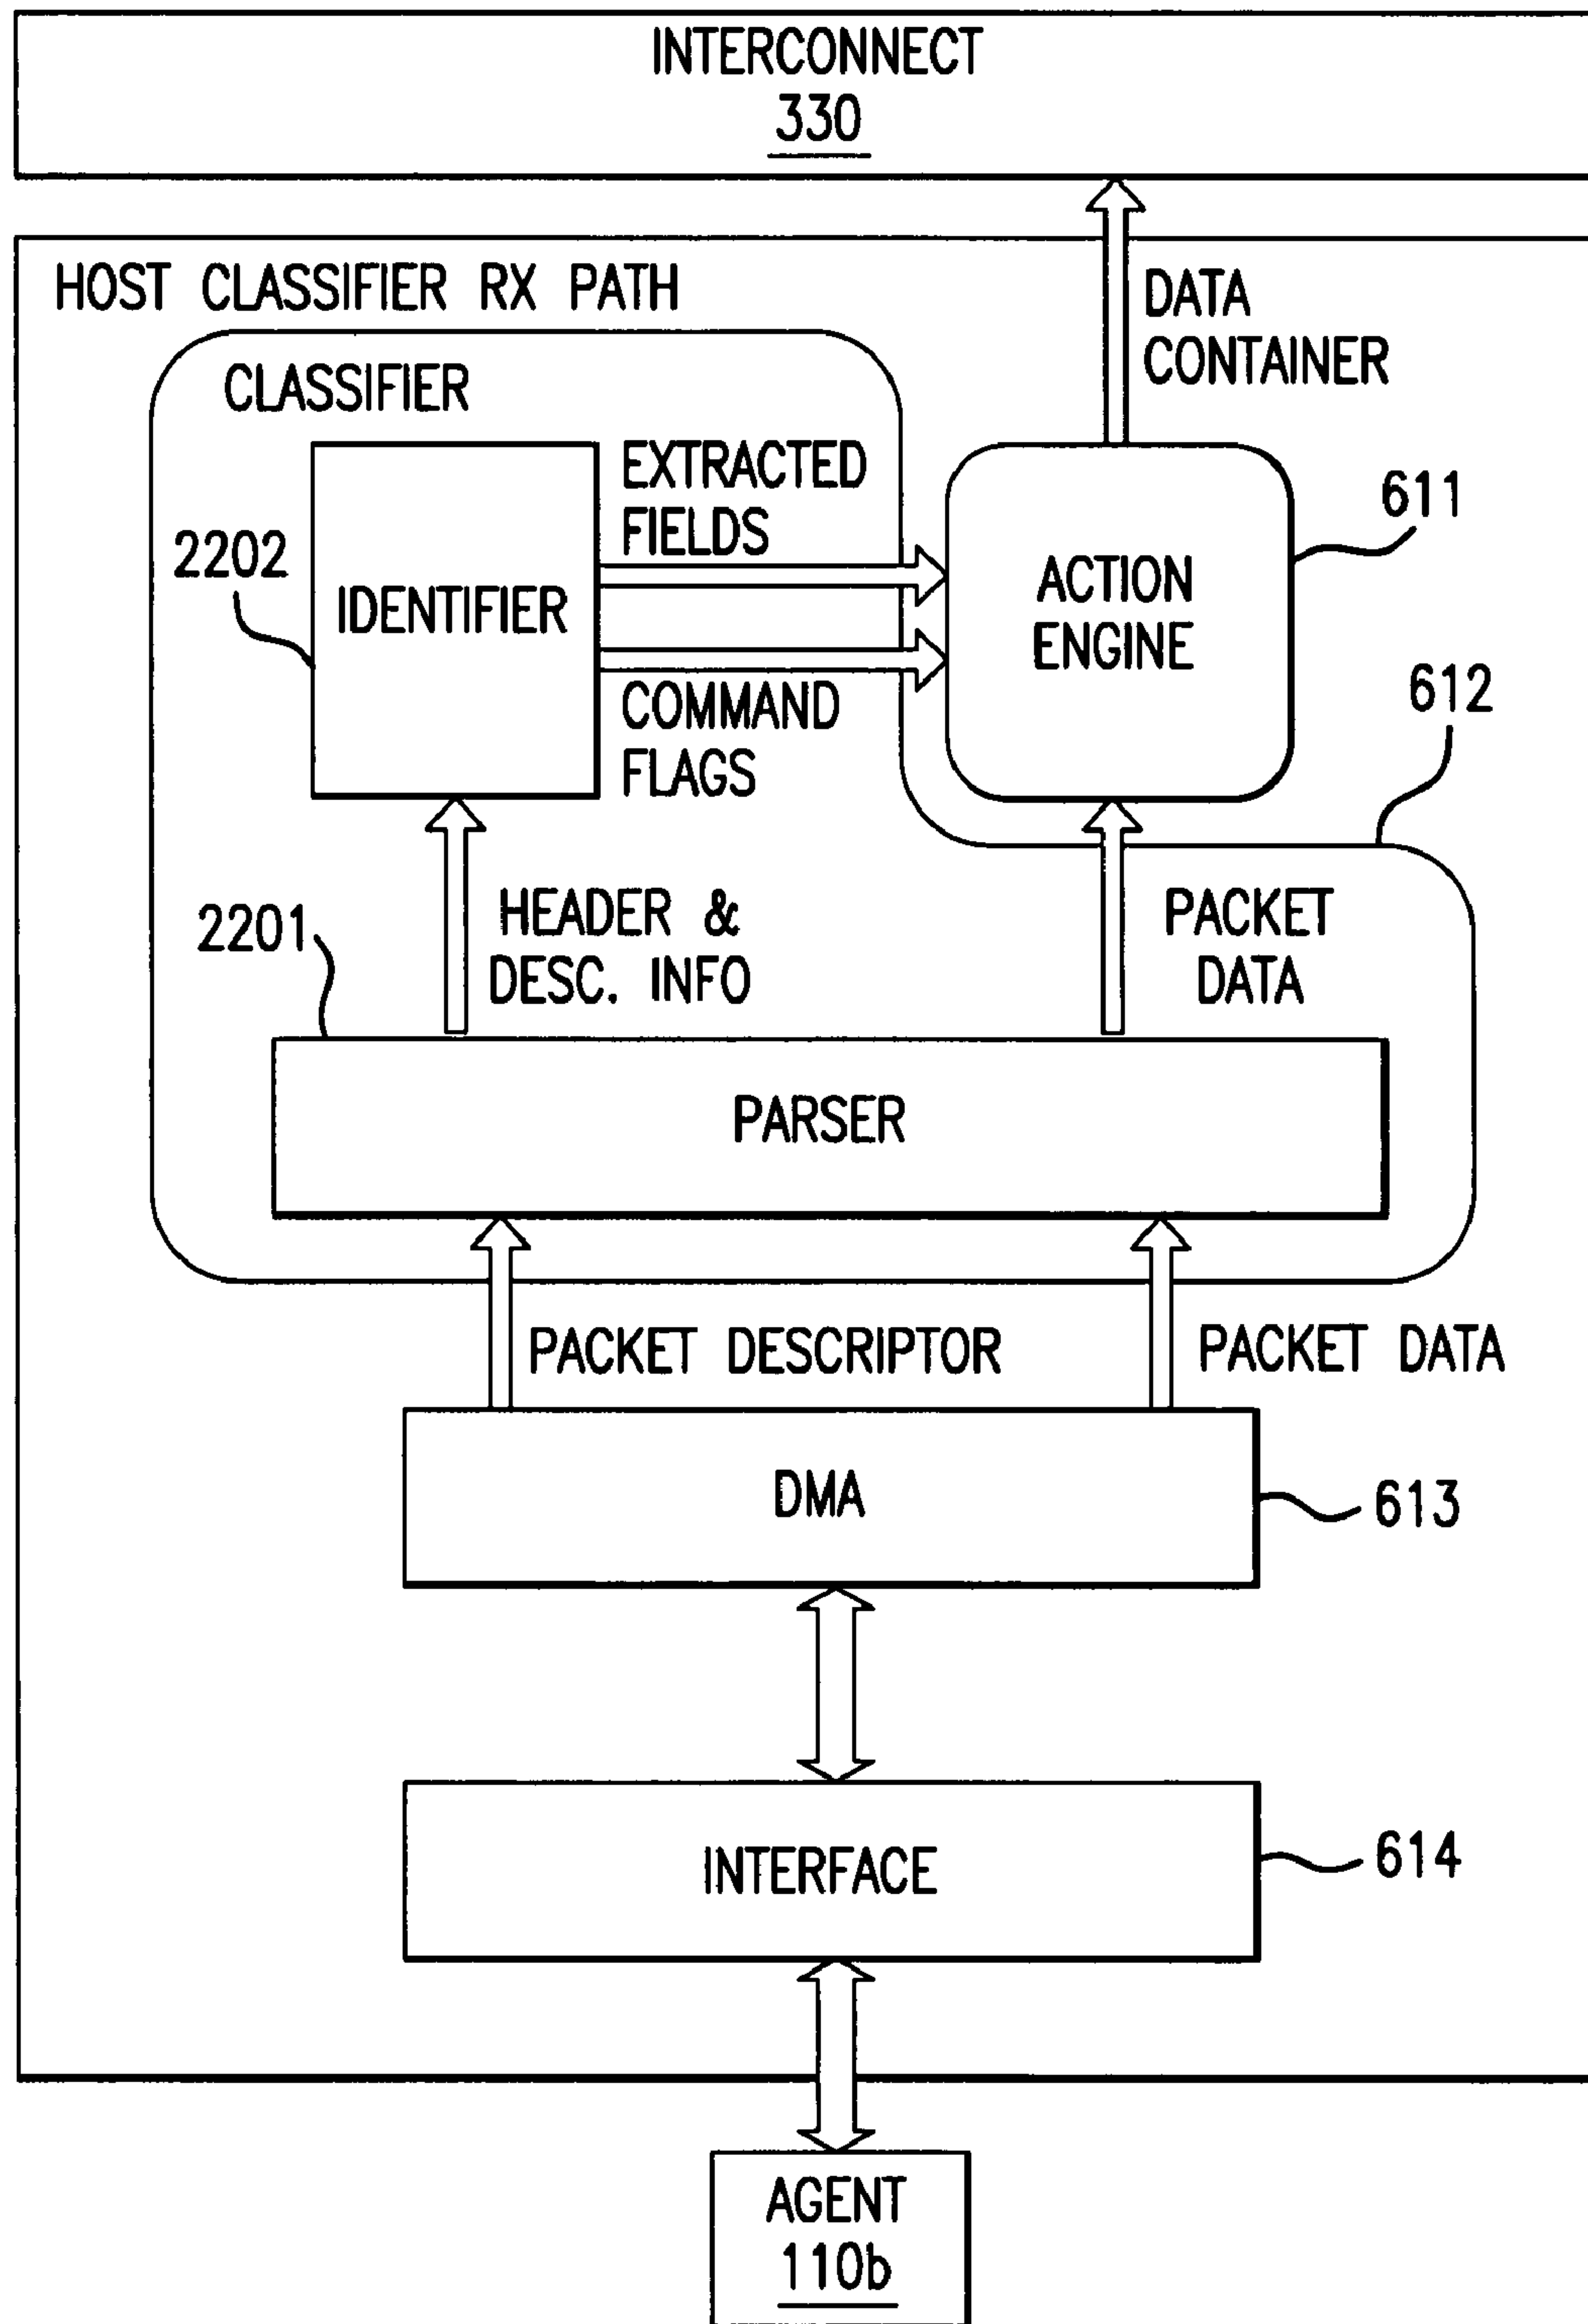 INTERCONNECT
330
HOST CLASSIFIER RX PATH
DATA
CONTAINER
CLASSIFIER
EXTRACTED
FIELDS
611
2202
IDENTIFIER
ACTION
ENGINE
612
COMMAND
FLAGS
2201
HEADER &
DESC. INFO
PACKET
DATA
PARSER
PACKET DESCRIPTOR
PACKET DATA
DMA
613
INTERFACE
614
AGENT
110b